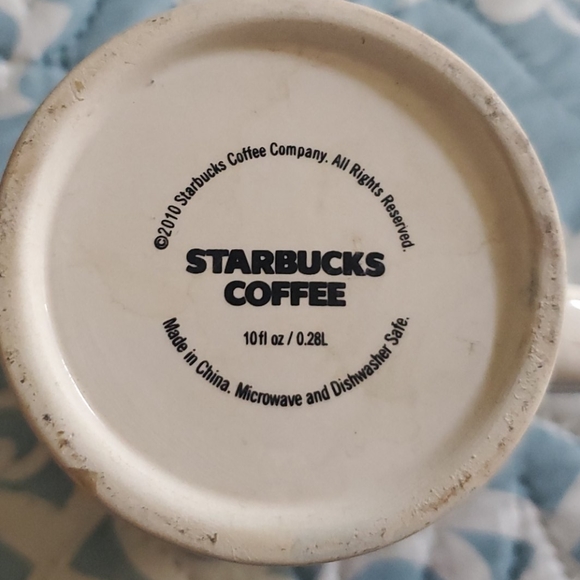 ©2010 Starbucks Coffee Company. All Rights Reserved.
STARBUCKS
COFFEE
10fl oz / 0.28L
Made in China. Microwave and Dishwasher Safe.